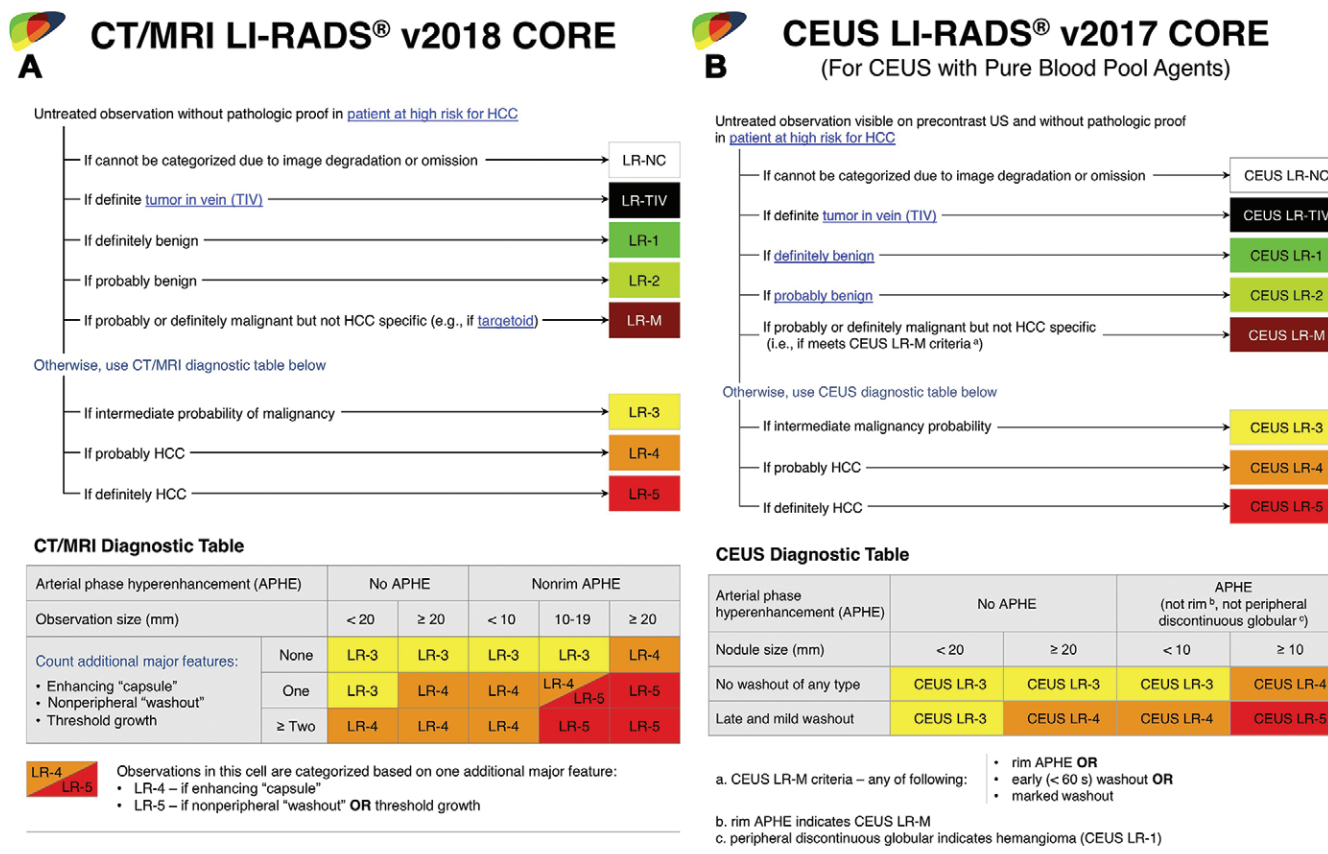 CT/MRI LI-RADS® v2018 CORE
A
Untreated observation without pathologic proof in patient at high risk for HCC
If cannot be categorized due to image degradation or omission
LR-NC
If definite tumor in vein (TIV)
LR-TIV
If definitely benign
LR-1
If probably benign
LR-2
If probably or definitely malignant but not HCC specific (e.g., if targetoid)
LR-M
Otherwise, use CT/MRI diagnostic table below
If intermediate probability of malignancy
LR-3
If probably HCC
LR-4
If definitely HCC
LR-5
CT/MRI Diagnostic Table
Arterial phase hyperenhancement (APHE) No APHE Nonrim APHE
Observation size (mm) < 20 ≥ 20 < 10 10-19 ≥ 20
Count additional major features:
• Enhancing “capsule”
• Nonperipheral “washout”
• Threshold growth
None LR-3 LR-3 LR-3 LR-3 LR-4
One LR-3 LR-4 LR-4 LR-4 LR-5 LR-5
≥ Two LR-4 LR-4 LR-4 LR-5 LR-5
LR-4
LR-5
Observations in this cell are categorized based on one additional major feature:
• LR-4 – if enhancing “capsule”
• LR-5 – if nonperipheral “washout” OR threshold growth
CEUS LI-RADS® v2017 CORE
(For CEUS with Pure Blood Pool Agents)
B
Untreated observation visible on precontrast US and without pathologic proof
in patient at high risk for HCC
If cannot be categorized due to image degradation or omission
CEUS LR-NC
If definite tumor in vein (TIV)
CEUS LR-TIV
If definitely benign
CEUS LR-1
If probably benign
CEUS LR-2
If probably or definitely malignant but not HCC specific
(i.e., if meets CEUS LR-M criteria a)
CEUS LR-M
Otherwise, use CEUS diagnostic table below
If intermediate malignancy probability
CEUS LR-3
If probably HCC
CEUS LR-4
If definitely HCC
CEUS LR-5
CEUS Diagnostic Table
Arterial phase
hyperenhancement (APHE)
No APHE
APHE
(not rim b, not peripheral
discontinuous globular c)
Nodule size (mm) < 20 ≥ 20 < 10 ≥ 10
No washout of any type CEUS LR-3 CEUS LR-3 CEUS LR-3 CEUS LR-4
Late and mild washout CEUS LR-3 CEUS LR-4 CEUS LR-4 CEUS LR-5
a. CEUS LR-M criteria – any of following:
• rim APHE OR
• early (< 60 s) washout OR
• marked washout
b. rim APHE indicates CEUS LR-M
c. peripheral discontinuous globular indicates hemangioma (CEUS LR-1)